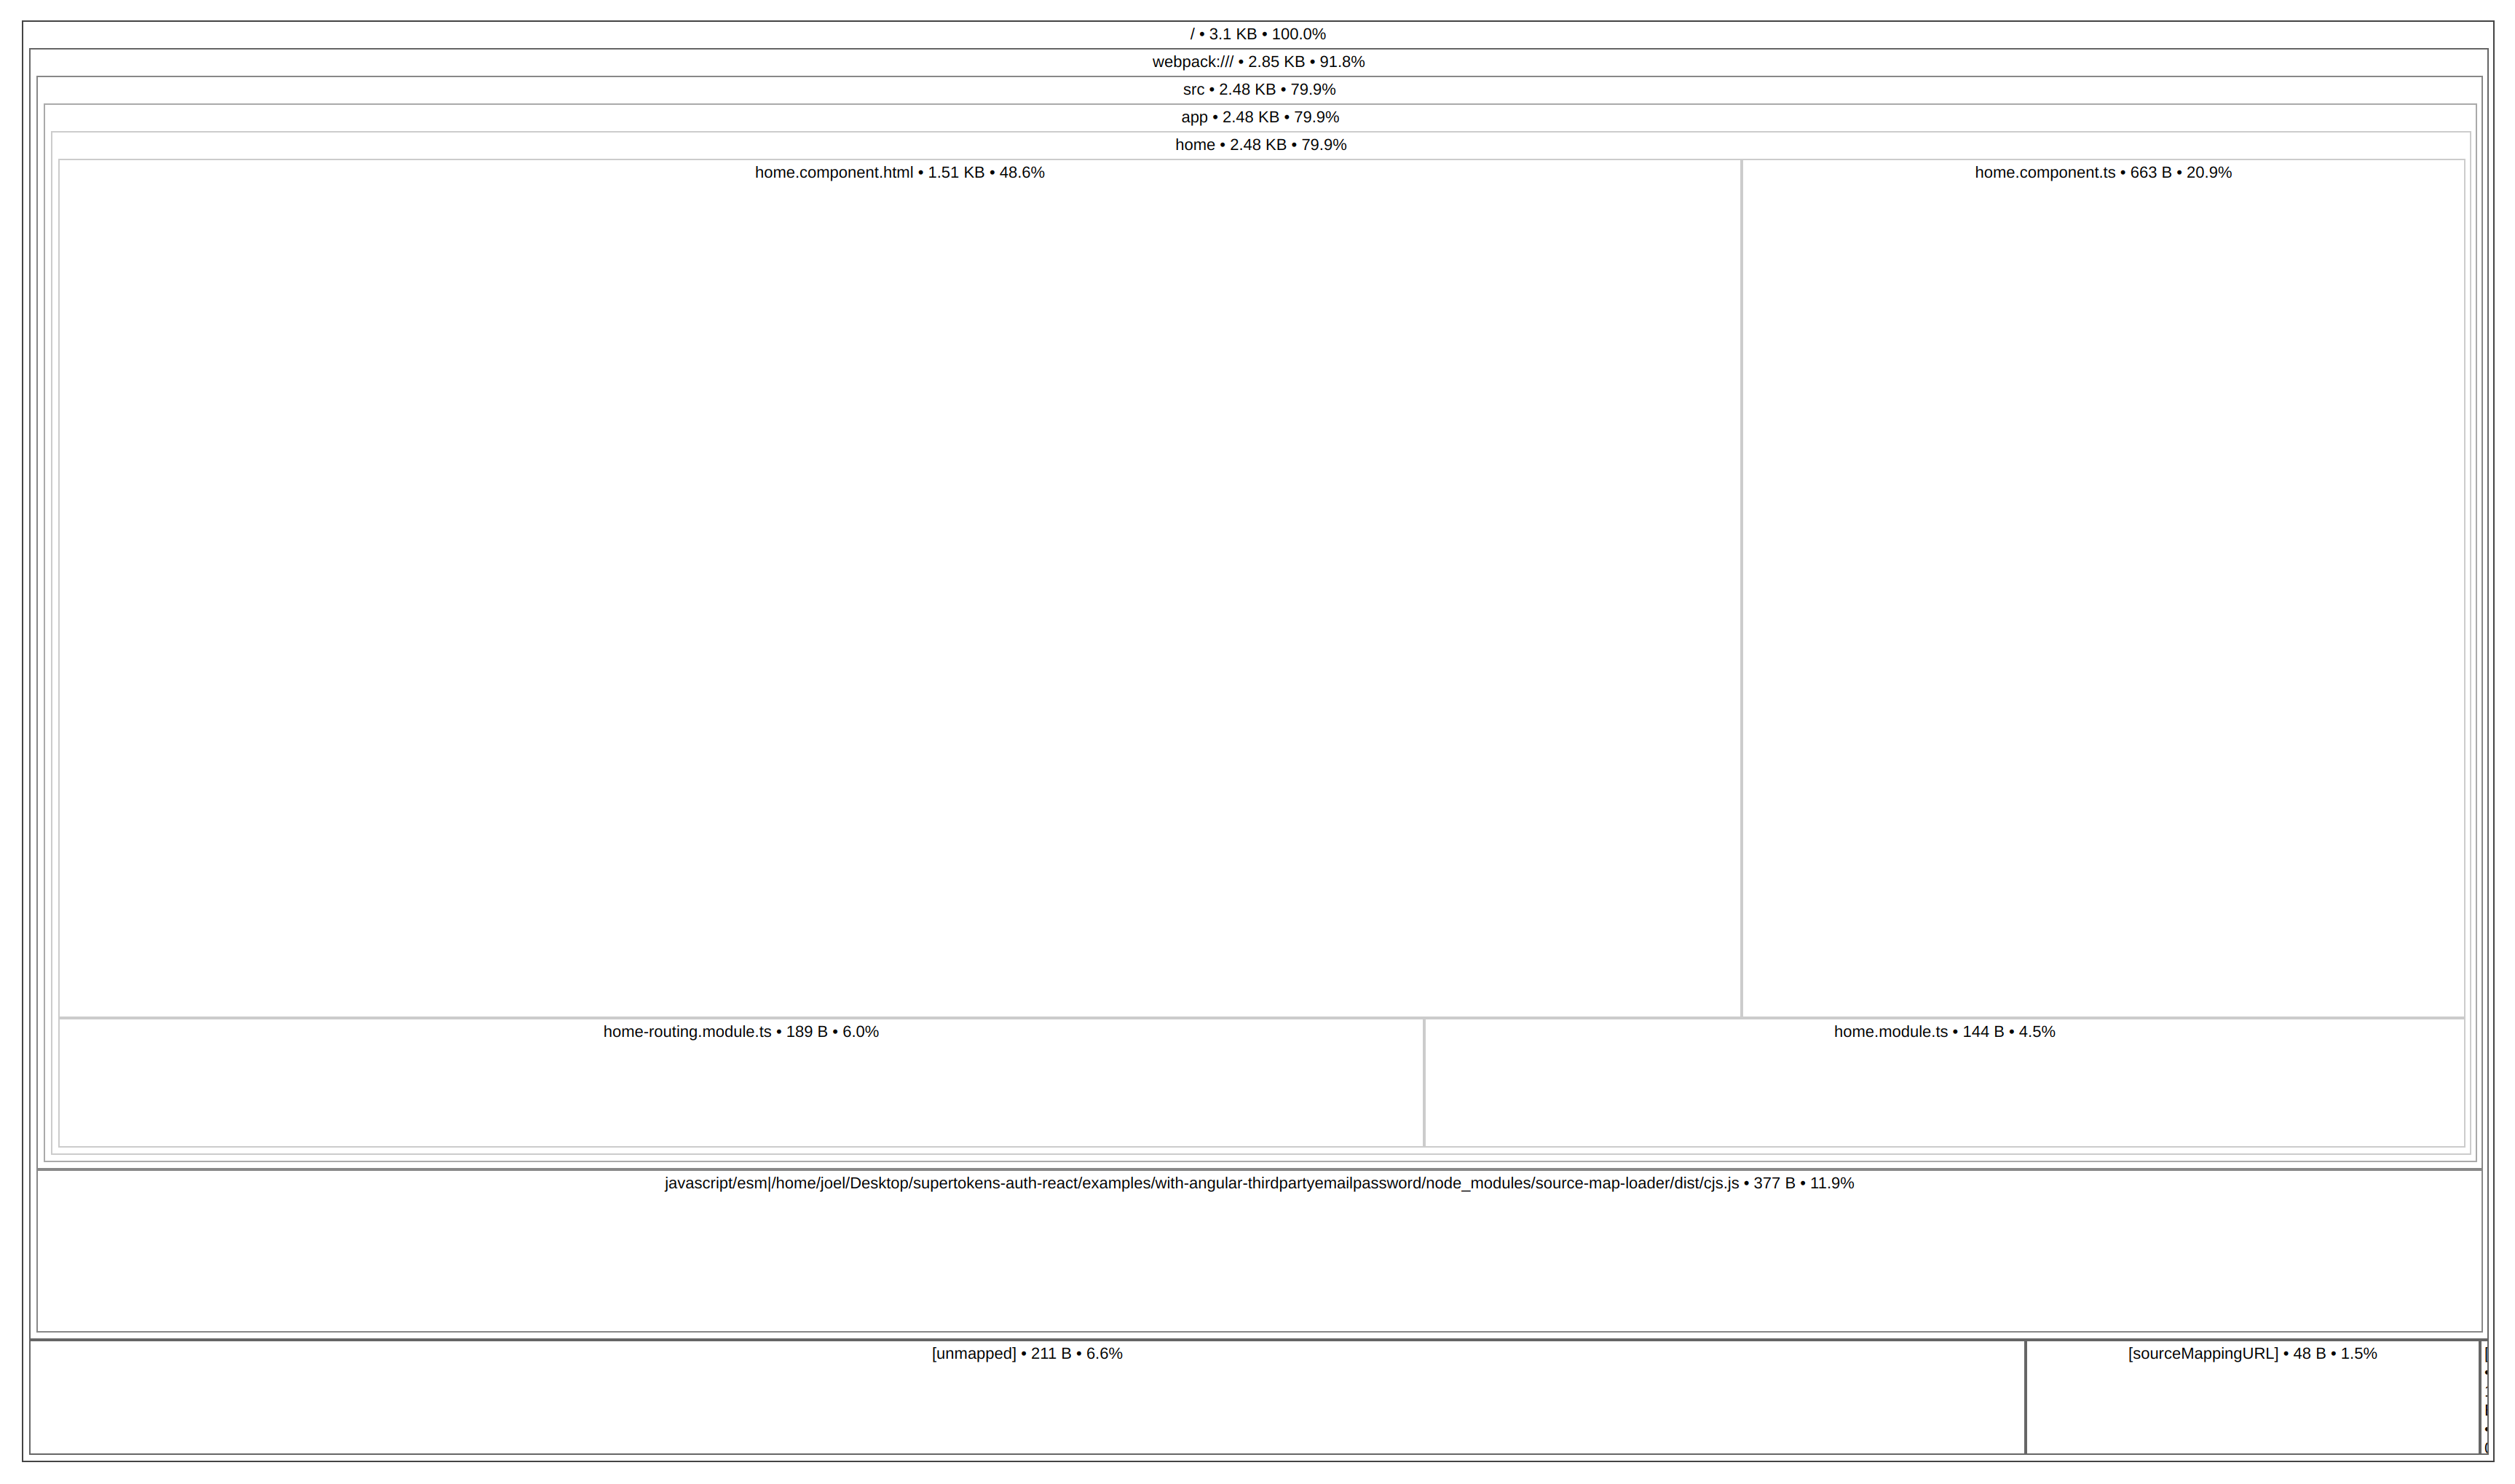 / • 3.1 KB • 100.0%
webpack:/// • 2.85 KB • 91.8%
src • 2.48 KB • 79.9%
app • 2.48 KB • 79.9%
home • 2.48 KB • 79.9%
home.component.html • 1.51 KB • 48.6%
home.component.ts • 663 B • 20.9%
home-routing.module.ts • 189 B • 6.0%
home.module.ts • 144 B • 4.5%
javascript/esm|/home/joel/Desktop/supertokens-auth-react/examples/with-angular-thirdpartyemailpassword/node_modules/source-map-loader/dist/cjs.js • 377 B • 11.9%
[unmapped] • 211 B • 6.6%
[sourceMappingURL] • 48 B • 1.5%